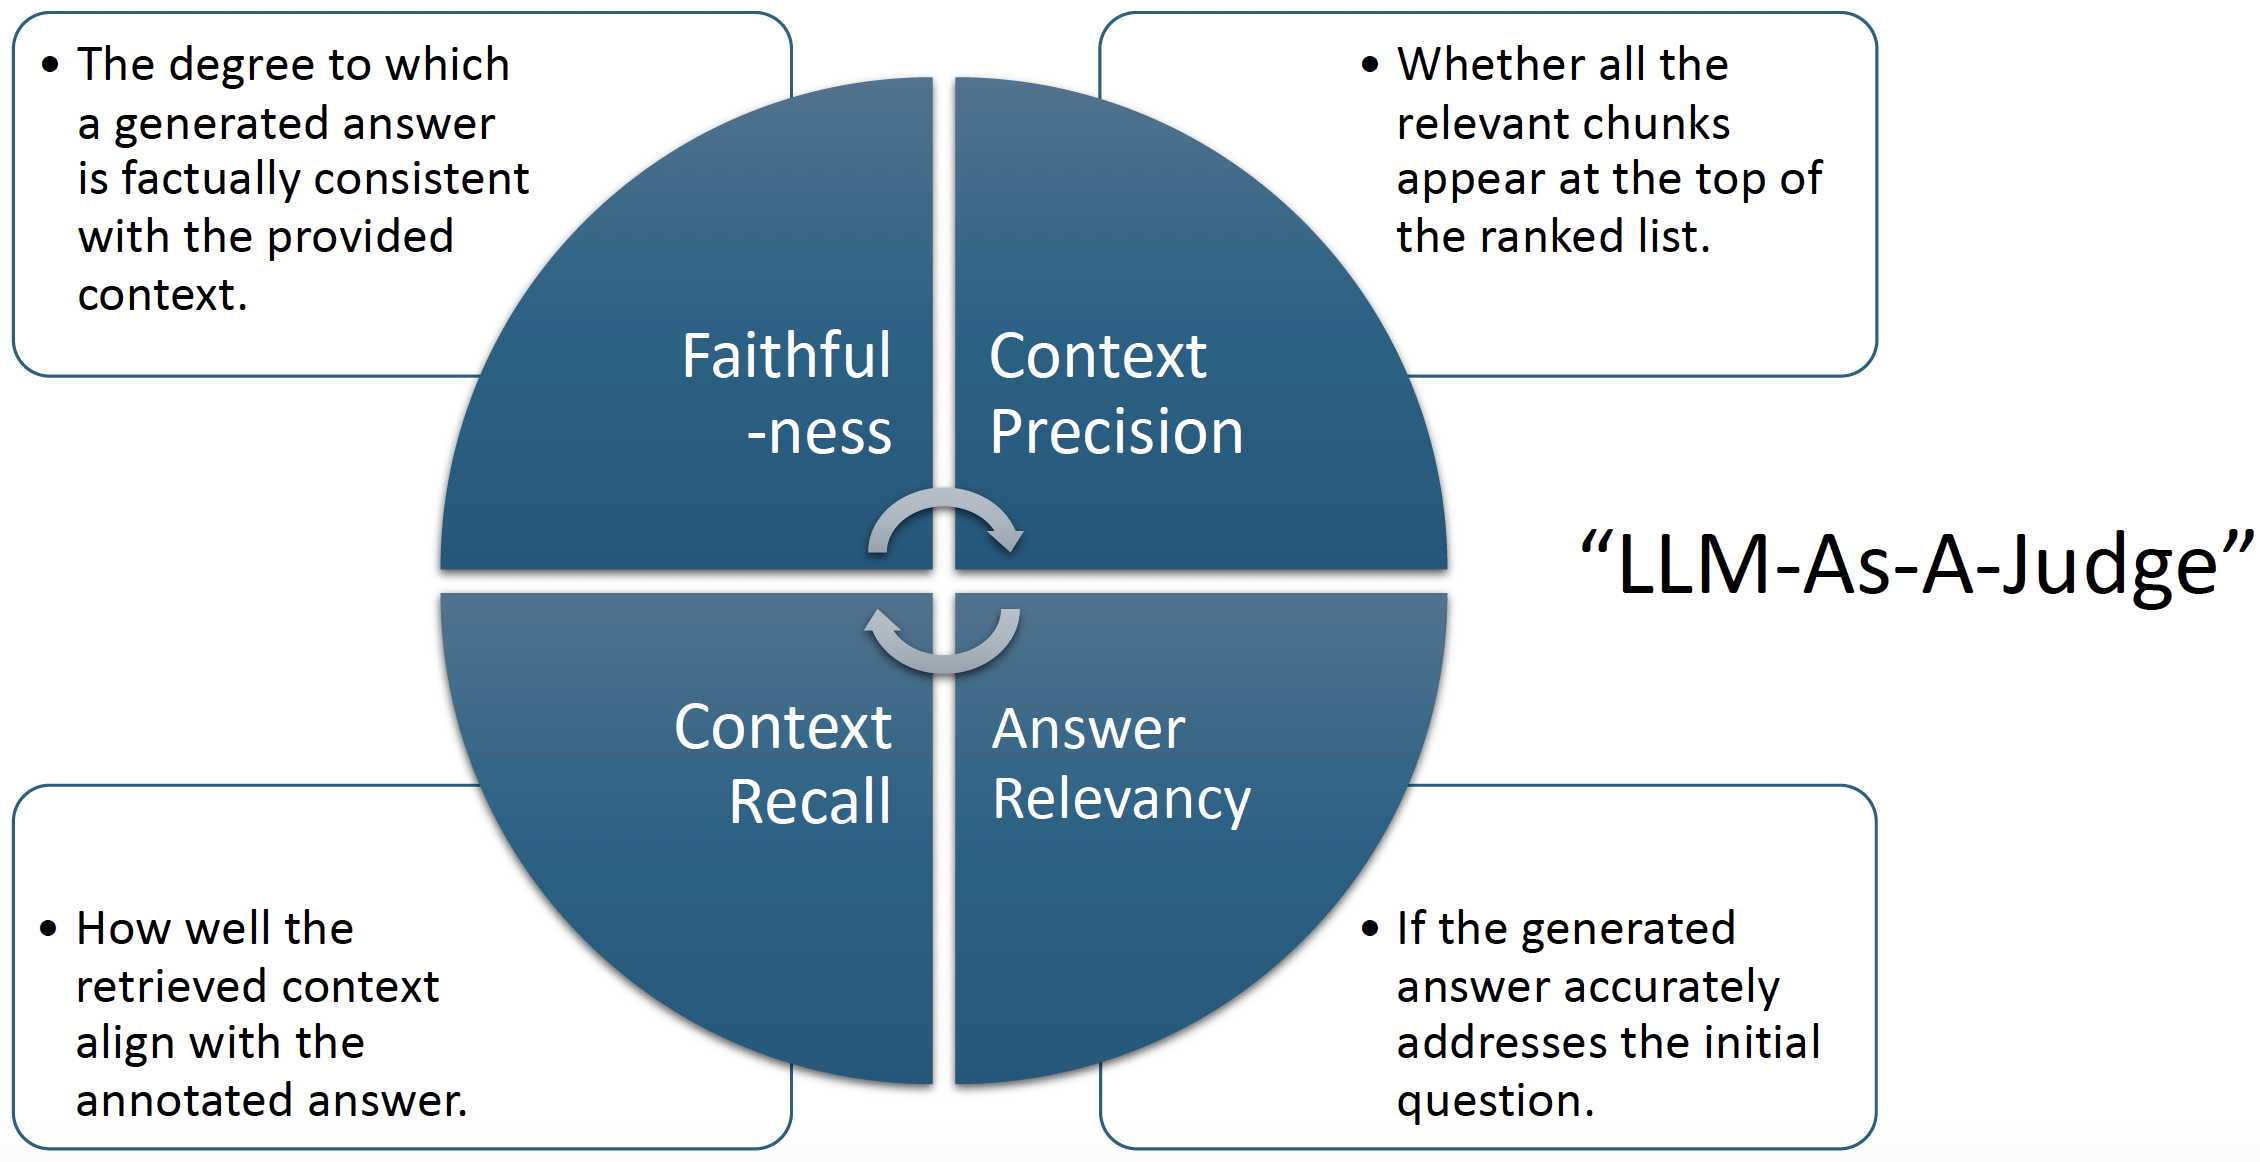 • The degree to which
a generated answer
is factually consistent
with the provided
context.
• Whether all the
relevant chunks
appear at the top of
the ranked list.
Faithful
-ness
Context
Precision
“LLM-As-A-Judge”
Context
Recall
Answer
Relevancy
• How well the
retrieved context
align with the
annotated answer.
• If the generated
answer accurately
addresses the initial
question.